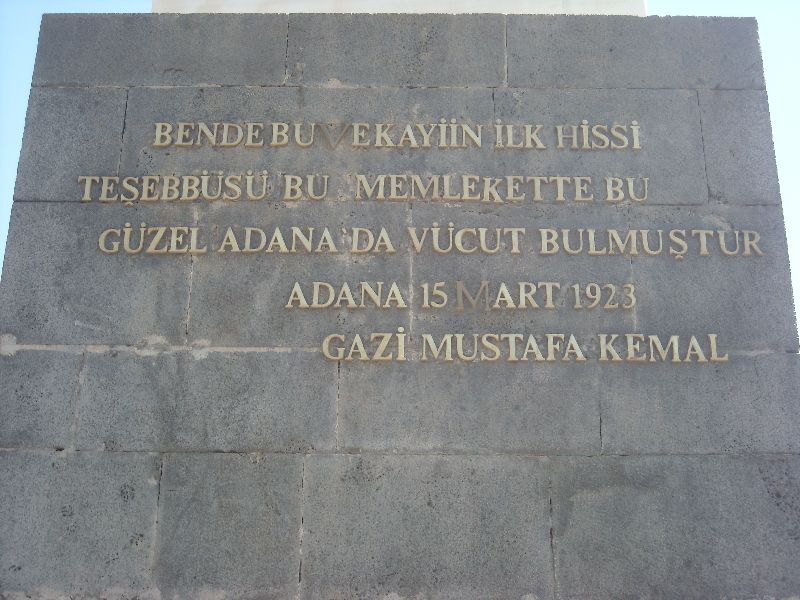 BENDE BU VEKAYİİN İLK HİSSİ
TEŞEBBÜSÜ BU MEMLEKETTE BU
GÜZEL ADANA'DA VÜCUT BULMUŞTUR
ADANA 15 MART 1923
GAZİ MUSTAFA KEMAL